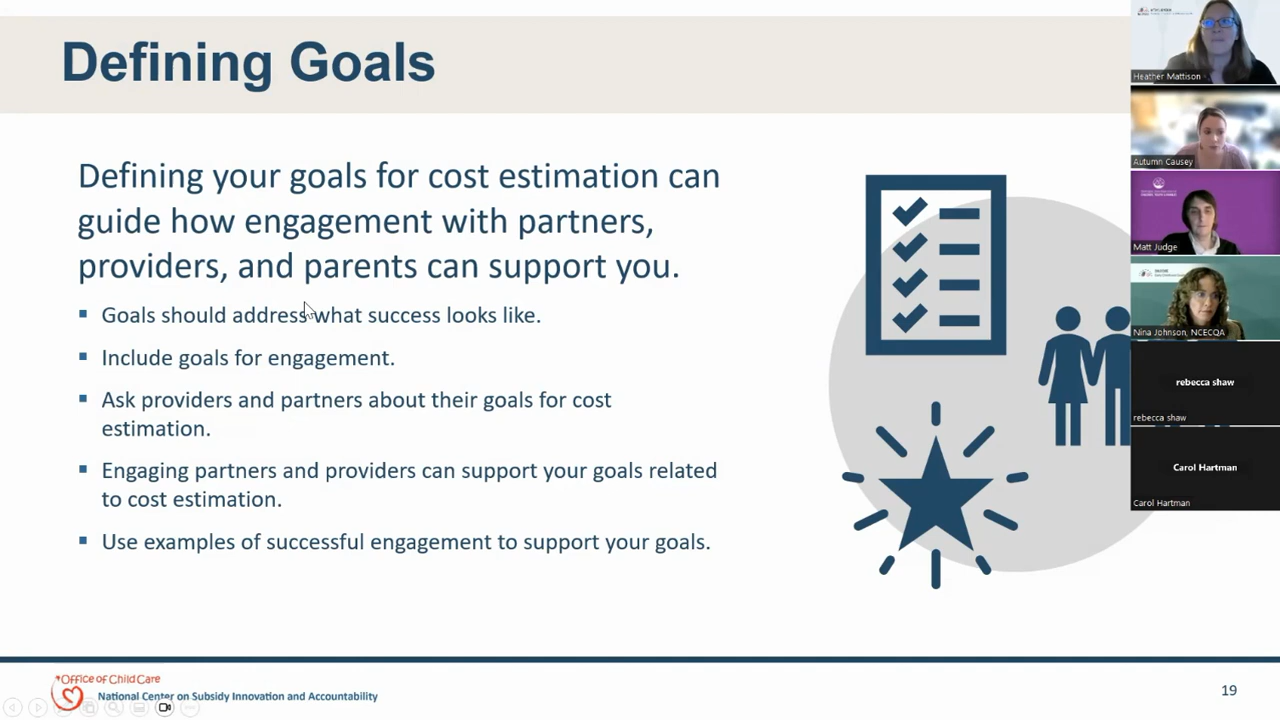 Defining Goals
Defining your goals for cost estimation can
guide how engagement with partners,
providers, and parents can support you.
Goals should address what success looks like.
Include goals for engagement.
Ask providers and partners about their goals for cost
estimation.
Engaging partners and providers can support your goals related
to cost estimation.
Use examples of successful engagement to support your goals.
Office of Child Care
National Center on Subsidy Innovation and Accountability
19
Heather Mattison
Autumn Causey
Matt Judge
Nina Johnson, NCECQA
rebecca shaw
rebecca shaw
Carol Hartman
Carol Hartman